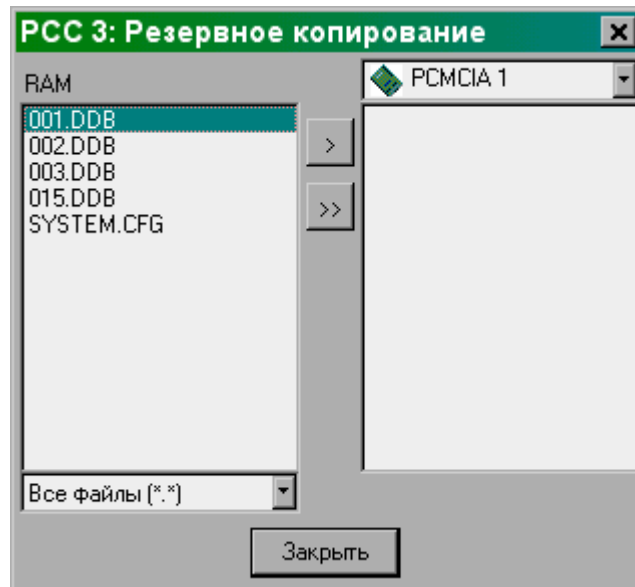 PCC 3: Резервное копирование
RAM
PCMCIA 1
001.DDB
002.DDB
003.DDB
015.DDB
SYSTEM.CFG
>
>>
Все файлы (*.*)
Закрыть